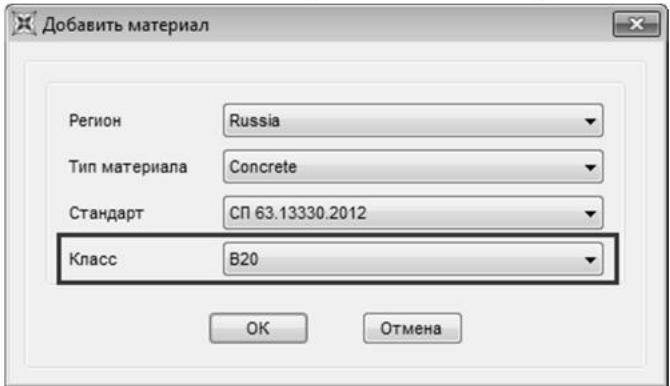 Добавить материал
Регион Russia
Тип материала Concrete
Стандарт СП 63.13330.2012
Класс B20
OK Отмена